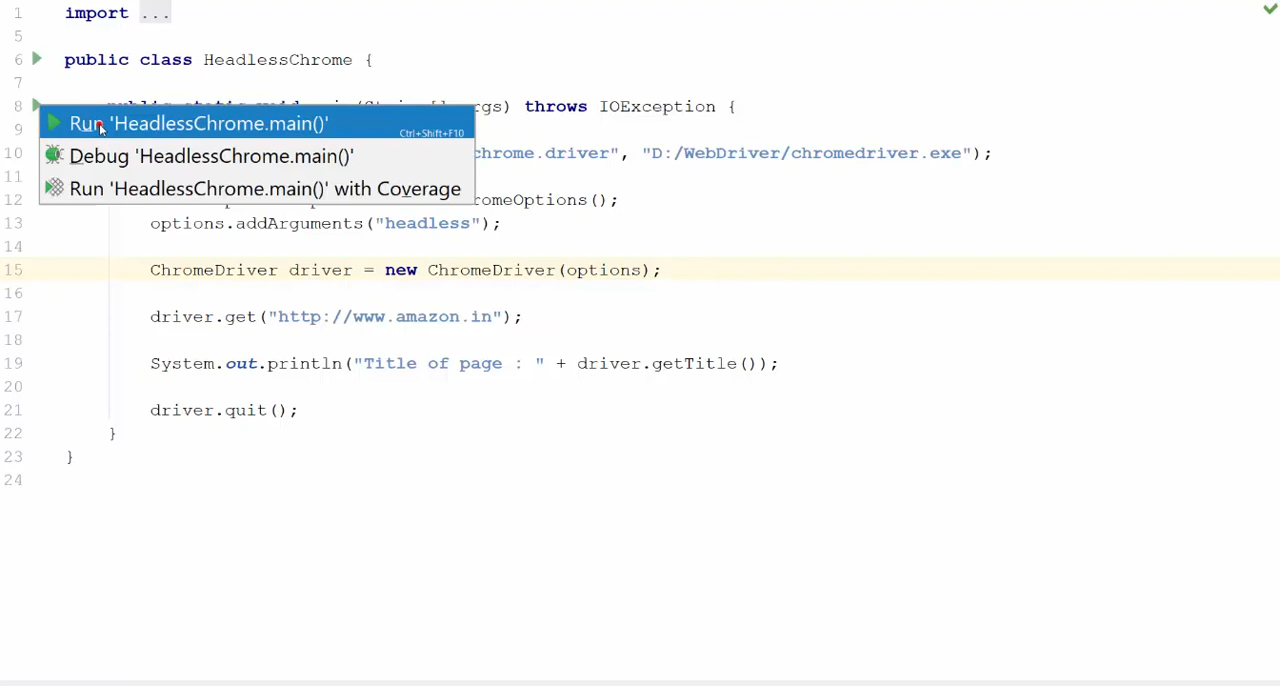 1 import ...
5
6 public class HeadlessChrome {
7
8 args) throws IOException {
Run 'HeadlessChrome.main()' Ctrl+Shift+F10
9
Debug 'HeadlessChrome.main()'
10 chrome.driver", "D:/WebDriver/chromedriver.exe");
11
Run 'HeadlessChrome.main()' with Coverage
12 romeOptions();
13 options.addArguments("headless");
14
15 ChromeDriver driver = new ChromeDriver(options);
16
17 driver.get("http://www.amazon.in");
18
19 System.out.println("Title of page : " + driver.getTitle());
20
21 driver.quit();
22 }
23 }
24